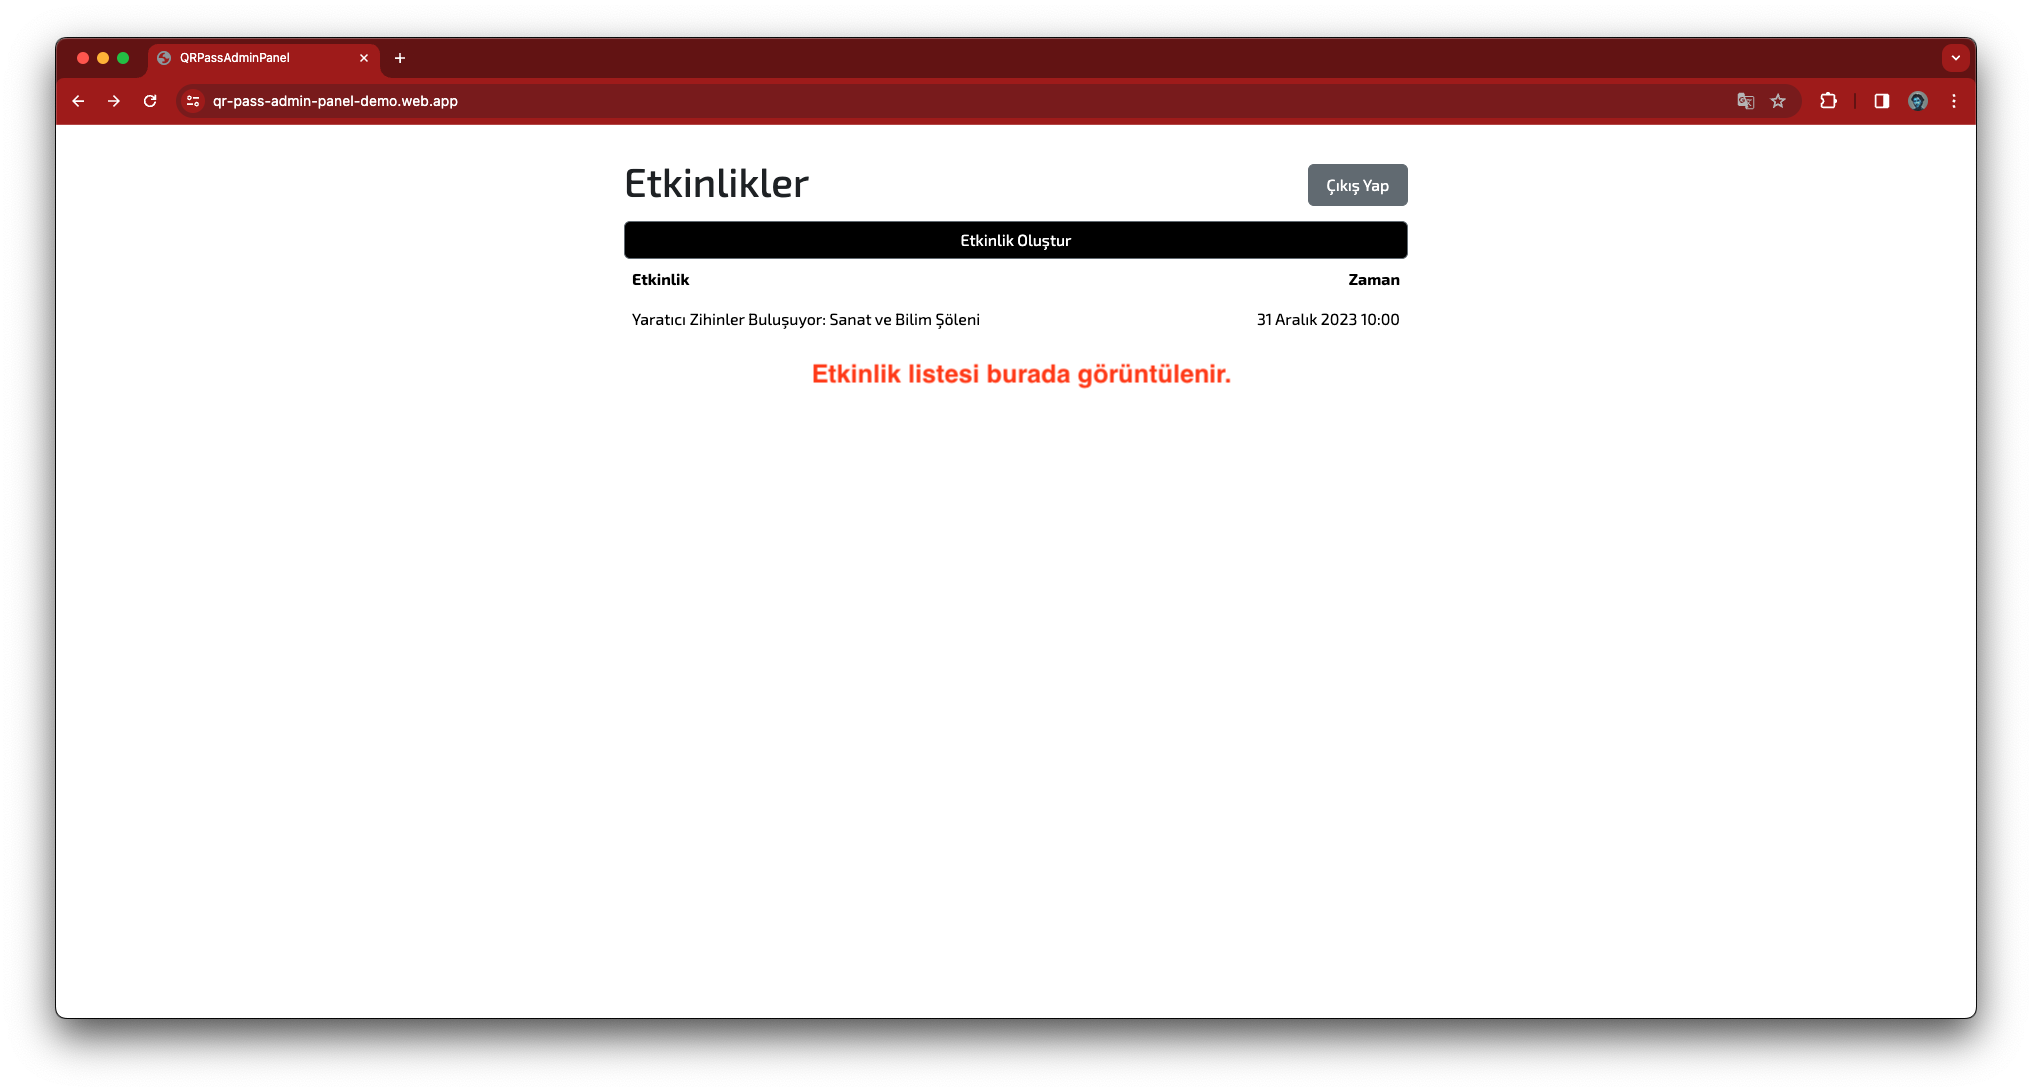 QRPassAdminPanel
qr-pass-admin-panel-demo.web.app
Etkinlikler
Çıkış Yap
Etkinlik Oluştur
Etkinlik Zaman
Yaratıcı Zihinler Buluşuyor: Sanat ve Bilim Şöleni 31 Aralık 2023 10:00
Etkinlik listesi burada görüntülenir.